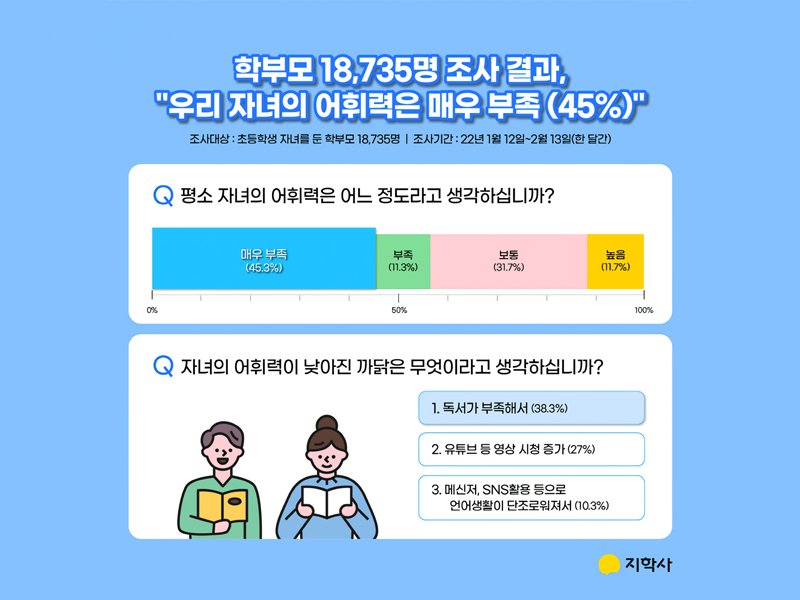 학부모 18,735명 조사 결과,
"우리 자녀의 어휘력은 매우 부족 (45%)"
조사대상 : 초등학생 자녀를 둔 학부모 18,735명 | 조사기간 : 22년 1월 12일~2월 13일(한 달간)
Q 평소 자녀의 어휘력은 어느 정도라고 생각하십니까?
매우 부족
(45.3%)
부족
(11.3%)
보통
(31.7%)
높음
(11.7%)
0%
50%
100%
Q 자녀의 어휘력이 낮아진 까닭은 무엇이라고 생각하십니까?
1. 독서가 부족해서 (38.3%)
2. 유튜브 등 영상 시청 증가 (27%)
3. 메신저, SNS활용 등으로
언어생활이 단조로워져서 (10.3%)
지학사